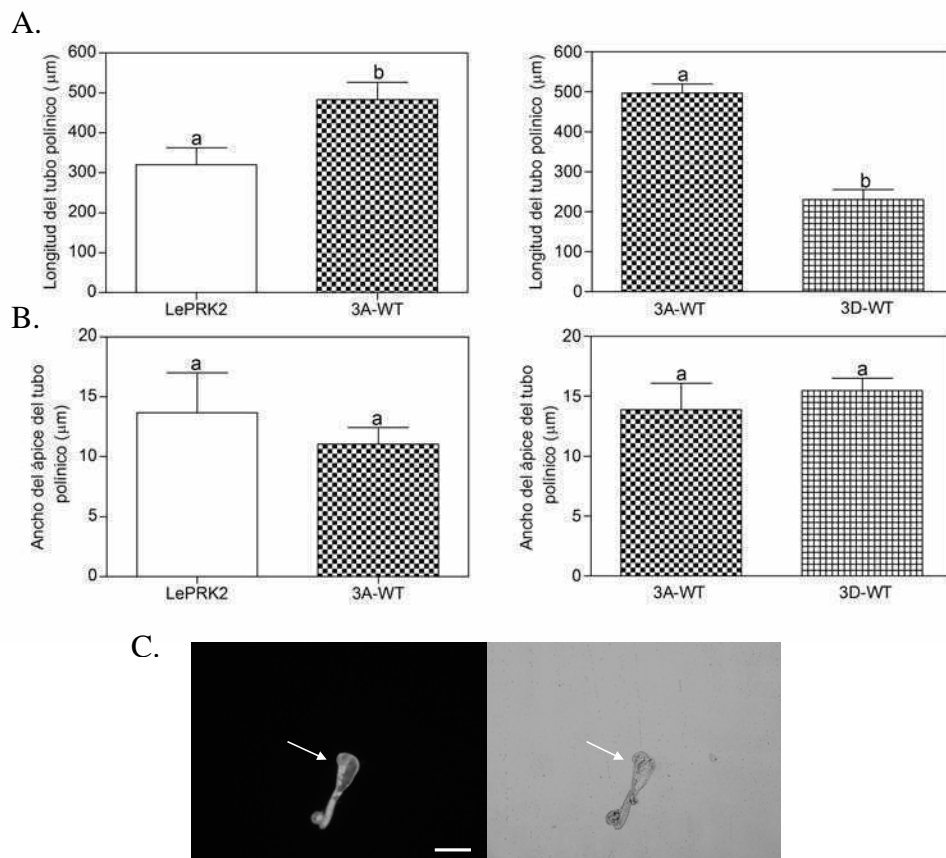 A.
600
500
400
300
200
100
0
Longitud del tubo polínico (µm)
a
b
LePRK2
3A-WT
600
500
400
300
200
100
0
Longitud del tubo polínico (µm)
a
b
3A-WT
3D-WT
B.
20
15
10
5
0
Ancho del ápice del tubo
polínico (µm)
a
a
LePRK2
3A-WT
20
15
10
5
0
Ancho del ápice del tubo
polínico (µm)
a
a
3A-WT
3D-WT
C.